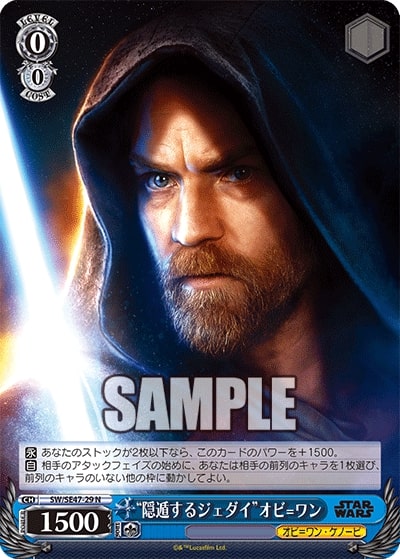 LEVEL
0
0
COST
SAMPLE
永 あなたのストックが2枚以下なら、このカードのパワーを+1500。
自 相手のアタックフェイズの始めに、あなたは相手の前列のキャラを1枚選び、
前列のキャラのいない他の枠に動かしてよい。
CH SW/SE47-29 N
POWER 1500
“隠遁するジェダイ”オビ=ワン
STAR WARS
オビ=ワン・ケノービ
©&™Lucasfilm Ltd.